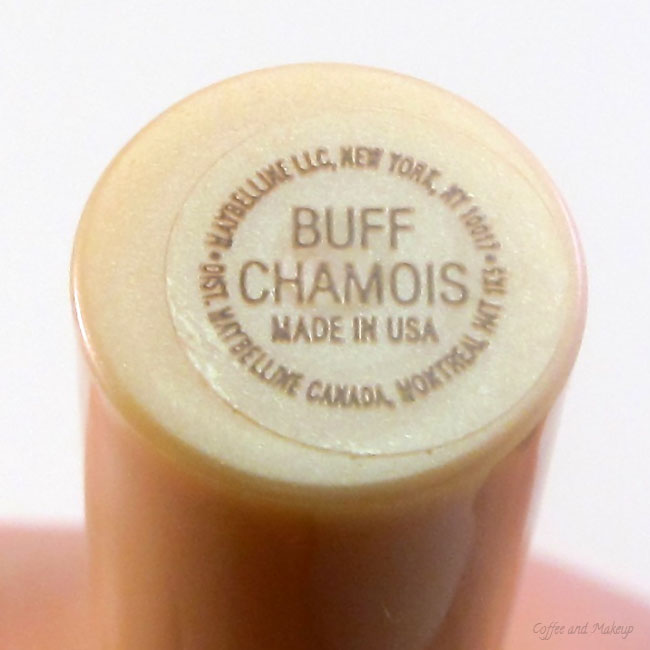 MAYBELLINE LLC, NEW YORK, NY 10017 •
DIST. MAYBELLINE CANADA, MONTREAL H4T 1K5 •
BUFF
CHAMOIS
MADE IN USA
Coffee and Makeup